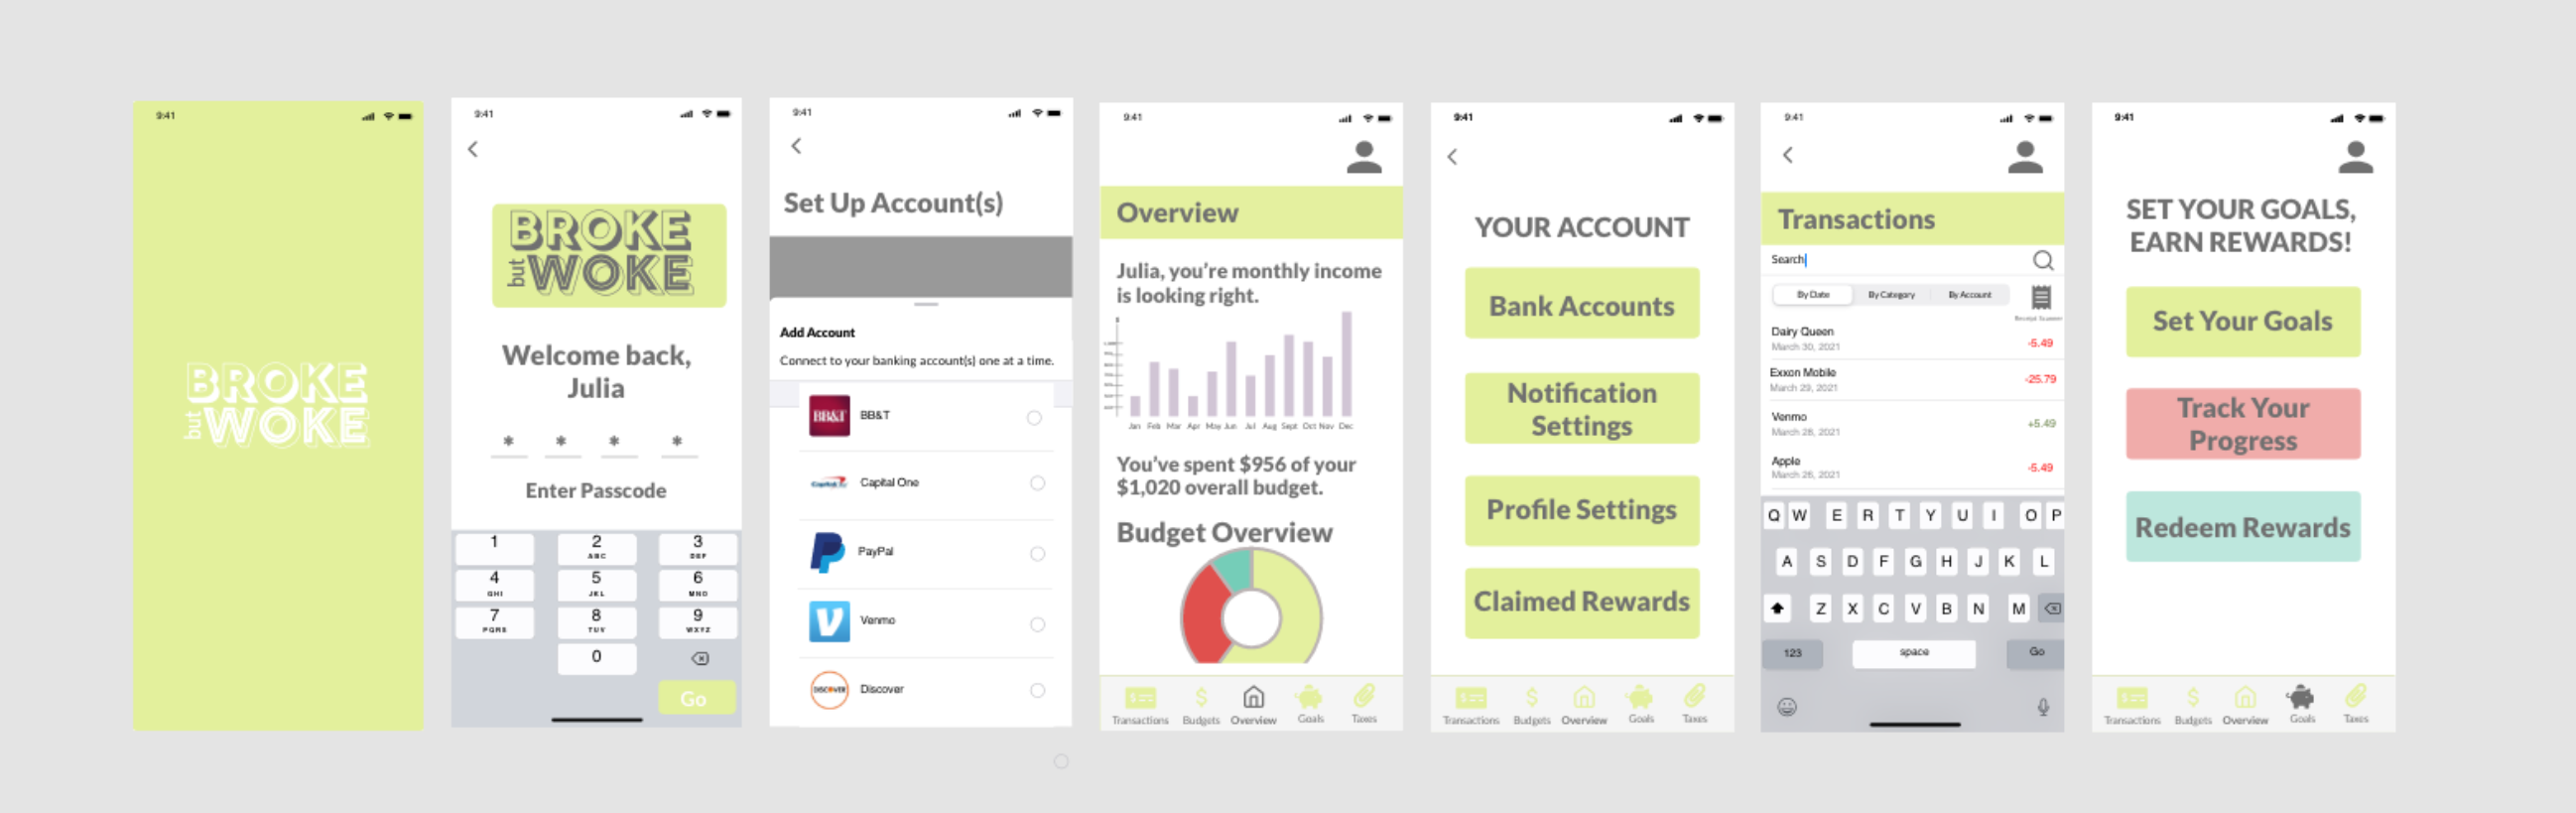 9:41
BROKE
but WOKE
9:41
BROKE
but WOKE
Welcome back,
Julia
* * * *
Enter Passcode
1 2 3
ABC DEF
4 5 6
GHI JKL MNO
7 8 9
PQRS TUV WXYZ
0
Go
9:41
Set Up Account(s)
Add Account
Connect to your banking account(s) one at a time.
BB&T BB&T
Capital One
PayPal
Venmo
DISCOVER Discover
9:41
Overview
Julia, you're monthly income
is looking right.
$
Jan Feb Mar Apr May Jun Jul Aug Sept Oct Nov Dec
You've spent $956 of your
$1,020 overall budget.
Budget Overview
Transactions Budgets Overview Goals Taxes
9:41
YOUR ACCOUNT
Bank Accounts
Notification
Settings
Profile Settings
Claimed Rewards
Transactions Budgets Overview Goals Taxes
9:41
Transactions
Search
By Date By Category By Account
Receipt Scanner
Dairy Queen
March 30, 2021
-5.49
Exxon Mobile
March 29, 2021
-25.79
Venmo
March 28, 2021
+5.49
Apple
March 26, 2021
-5.49
Q W E R T Y U I O P
A S D F G H J K L
Z X C V B N M
123 space Go
9:41
SET YOUR GOALS,
EARN REWARDS!
Set Your Goals
Track Your
Progress
Redeem Rewards
Transactions Budgets Overview Goals Taxes